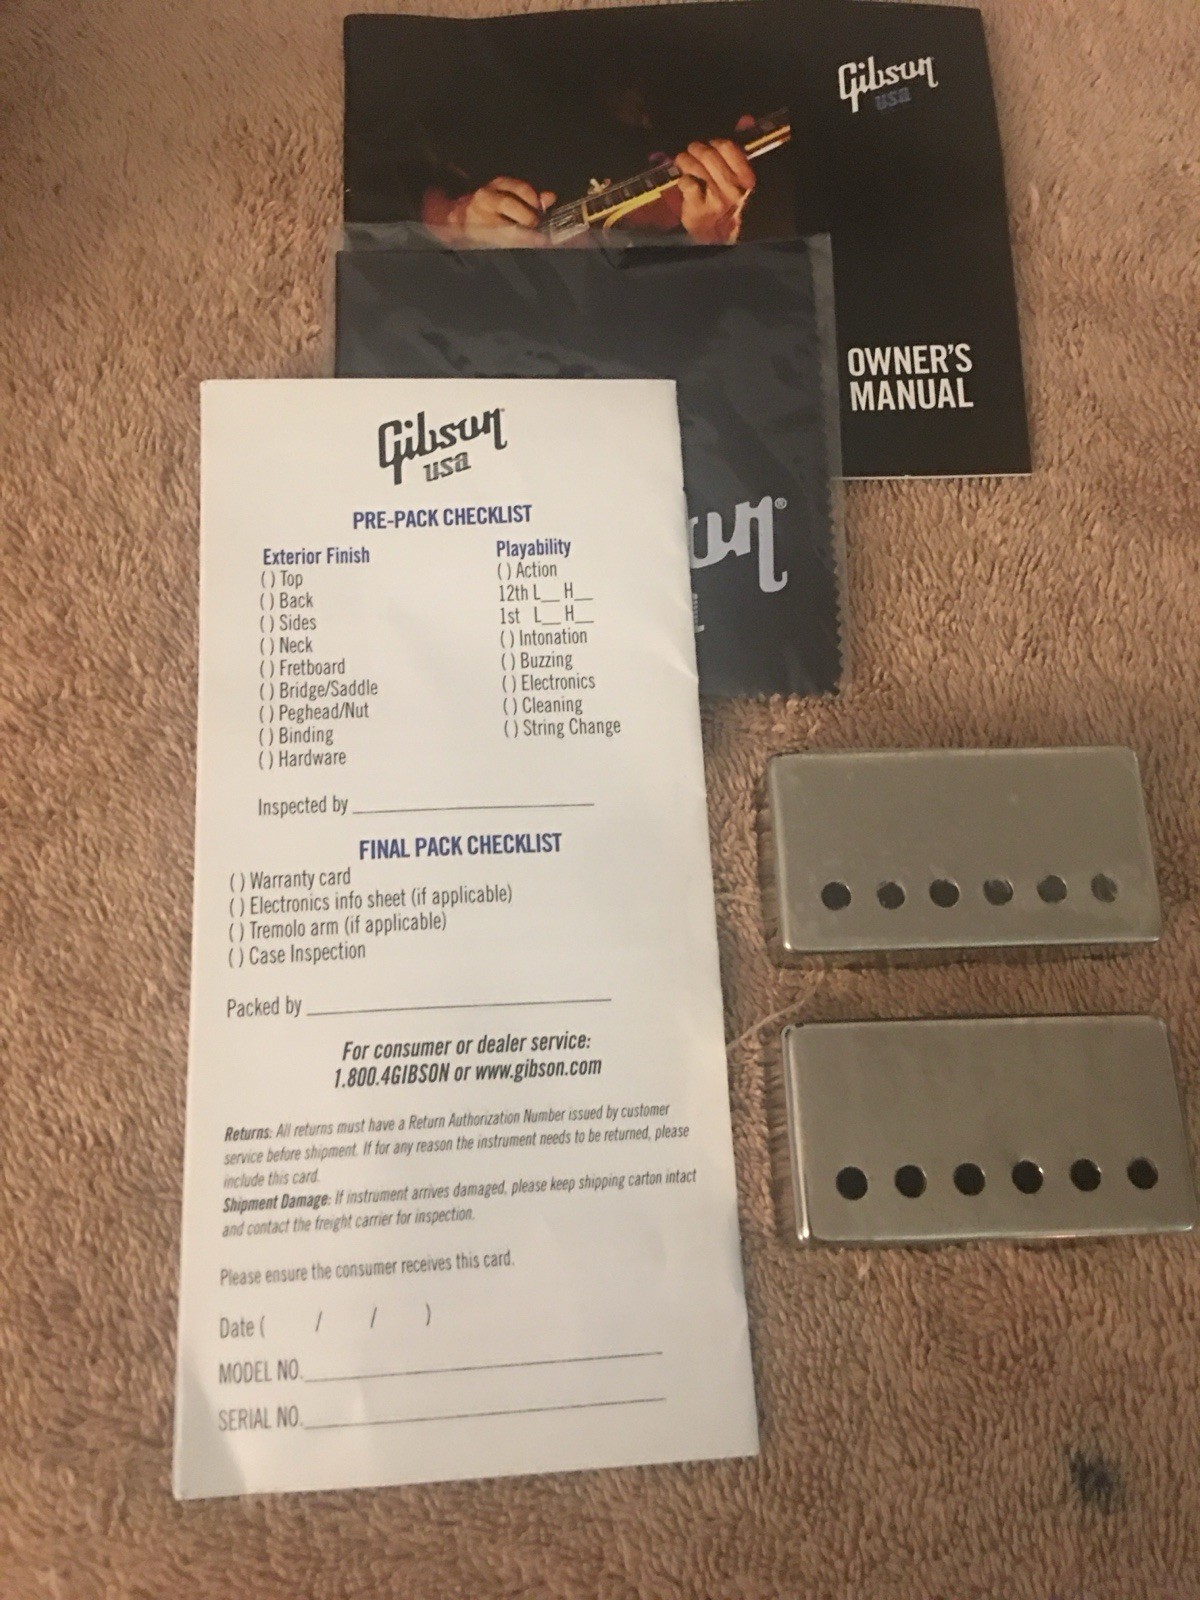 Gibson
usa
OWNER'S
MANUAL
Gibson
usa
PRE-PACK CHECKLIST
Exterior Finish
( ) Top
( ) Back
( ) Sides
( ) Neck
( ) Fretboard
( ) Bridge/Saddle
( ) Peghead/Nut
( ) Binding
( ) Hardware
Playability
( ) Action
12th L__ H__
1st L__ H__
( ) Intonation
( ) Buzzing
( ) Electronics
( ) Cleaning
( ) String Change
Inspected by ____________________
FINAL PACK CHECKLIST
( ) Warranty card
( ) Electronics info sheet (if applicable)
( ) Tremolo arm (if applicable)
( ) Case Inspection
Packed by ____________________
For consumer or dealer service:
1.800.4GIBSON or www.gibson.com
Returns: All returns must have a Return Authorization Number issued by customer
service before shipment. If for any reason the instrument needs to be returned, please
include this card.
Shipment Damage: If instrument arrives damaged, please keep shipping carton intact
and contact the freight carrier for inspection.
Please ensure the consumer receives this card.
Date ( / / )
MODEL NO.____________________
SERIAL NO.____________________